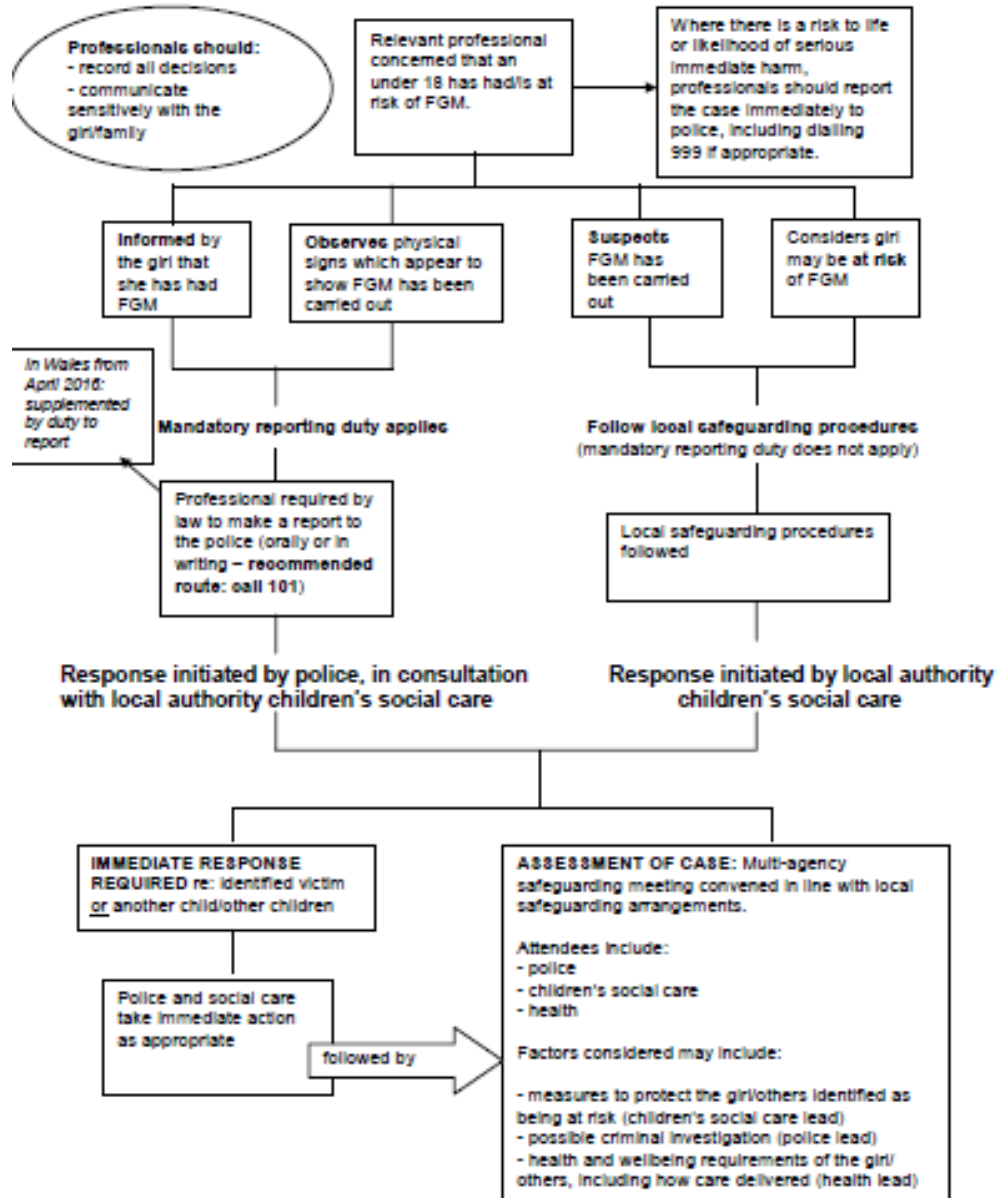 Professionals should:
- record all decisions
- communicate
sensitively with the
girl/family
Relevant professional
concerned that an
under 18 has had/is at
risk of FGM.
Where there is a risk to life
or likelihood of serious
immediate harm,
professionals should report
the case immediately to
police, including dialling
999 if appropriate.
Informed by
the girl that
she has had
FGM
Observes physical
signs which appear to
show FGM has been
carried out
Suspects
FGM has
been carried
out
Considers girl
may be at risk
of FGM
In Wales from
April 2016:
supplemented
by duty to
report
Mandatory reporting duty applies
Follow local safeguarding procedures
(mandatory reporting duty does not apply)
Professional required by
law to make a report to
the police (orally or in
writing – recommended
route: call 101)
Local safeguarding procedures
followed
Response initiated by police, in consultation
with local authority children's social care
Response initiated by local authority
children's social care
IMMEDIATE RESPONSE
REQUIRED re: identified victim
or another child/other children
Police and social care
take immediate action
as appropriate
followed by
ASSESSMENT OF CASE: Multi-agency
safeguarding meeting convened in line with local
safeguarding arrangements.
Attendees include:
- police
- children's social care
- health
Factors considered may include:
- measures to protect the girl/others identified as
being at risk (children's social care lead)
- possible criminal investigation (police lead)
- health and wellbeing requirements of the girl/
others, including how care delivered (health lead)